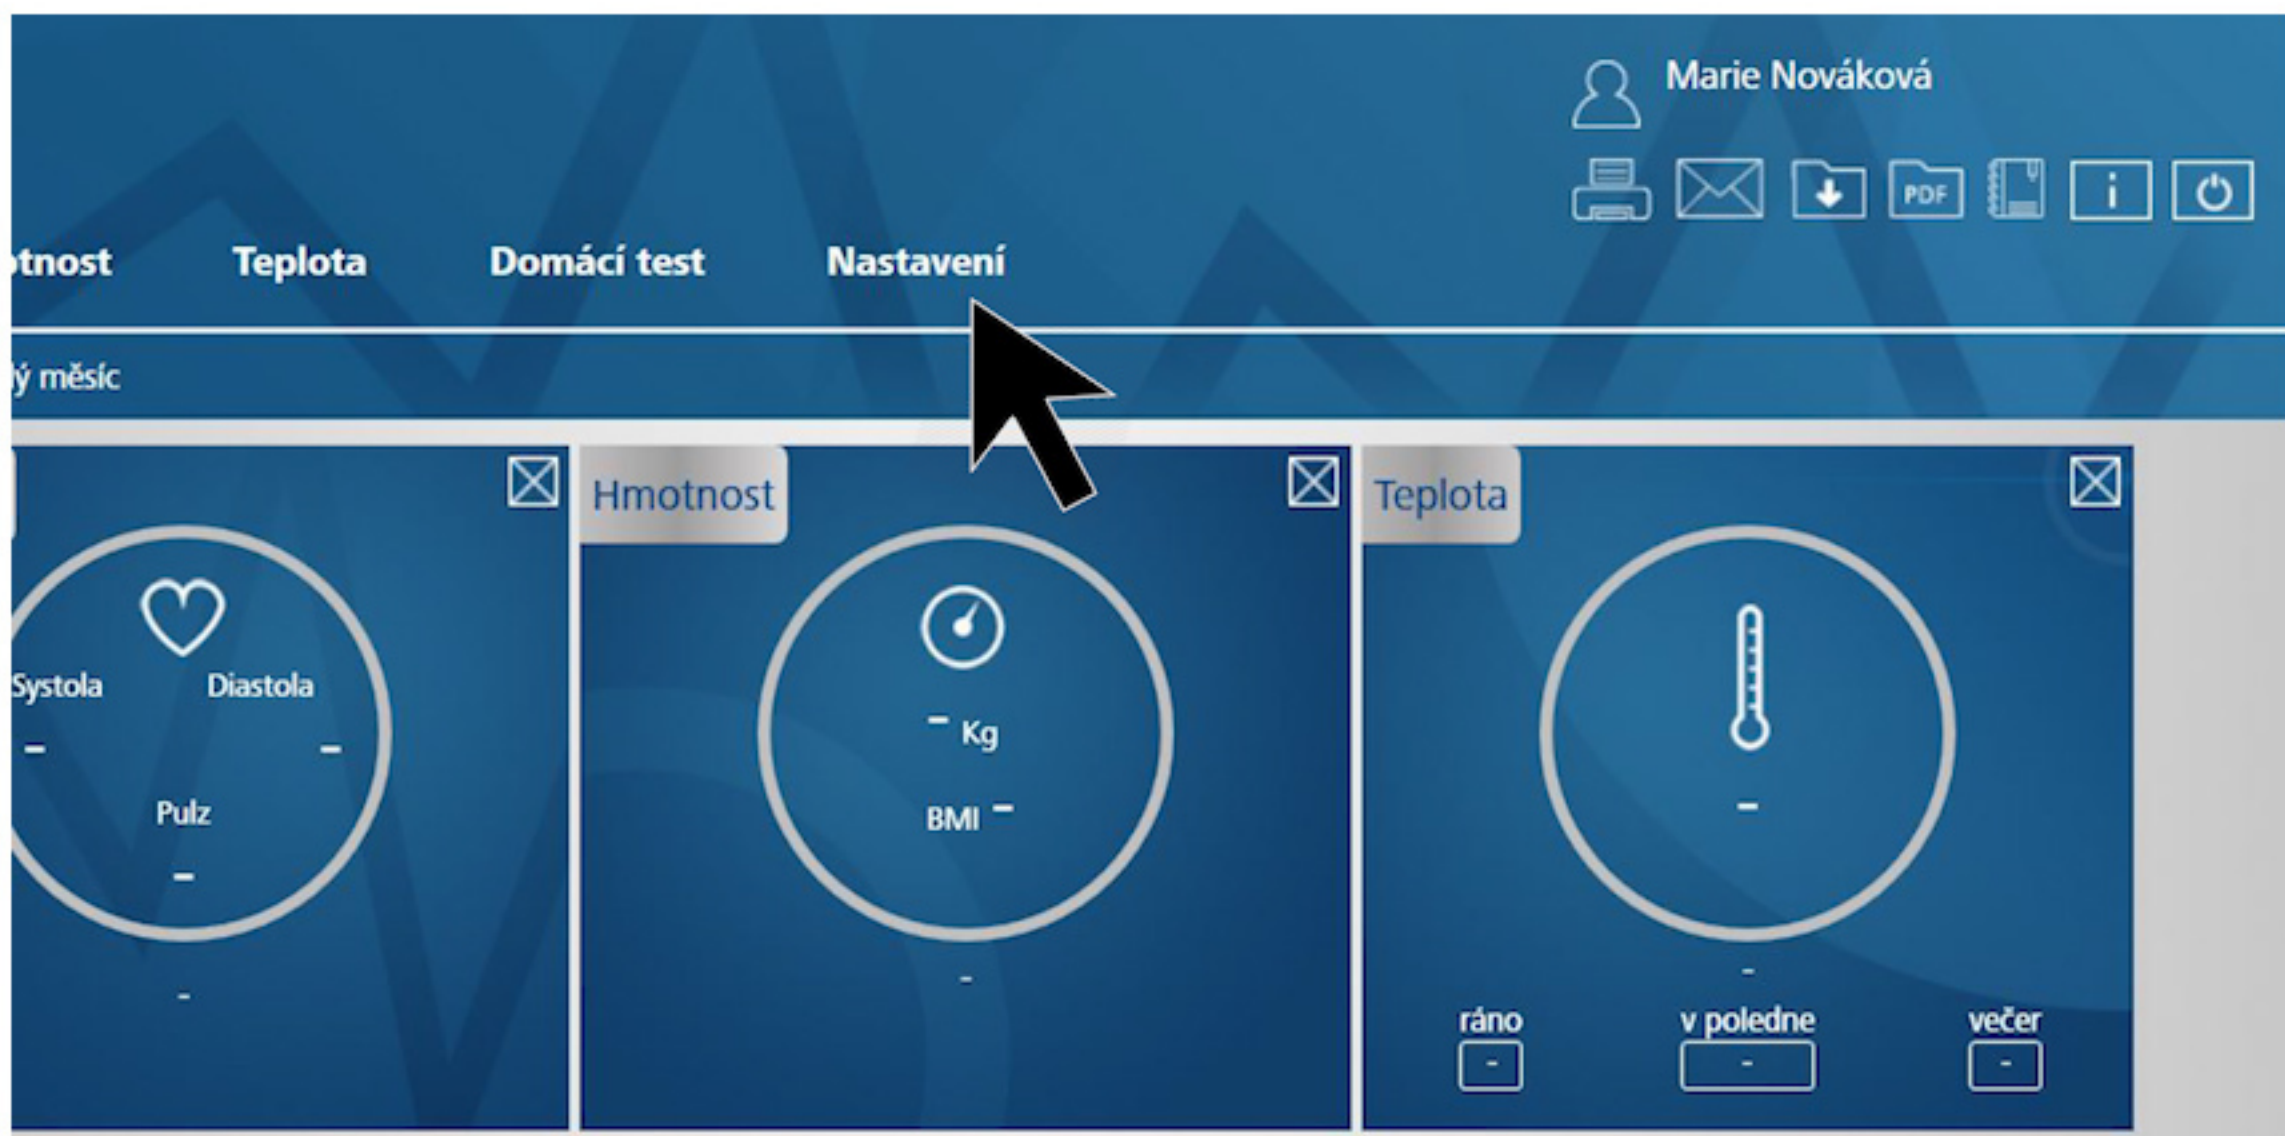 Marie Nováková
PDF
i
tnost Teplota Domácí test Nastavení
lý měsíc
Hmotnost
Teplota
Systola Diastola
- -
Pulz
-
-
- Kg
BMI -
-
-
-
ráno v poledne večer
- - -